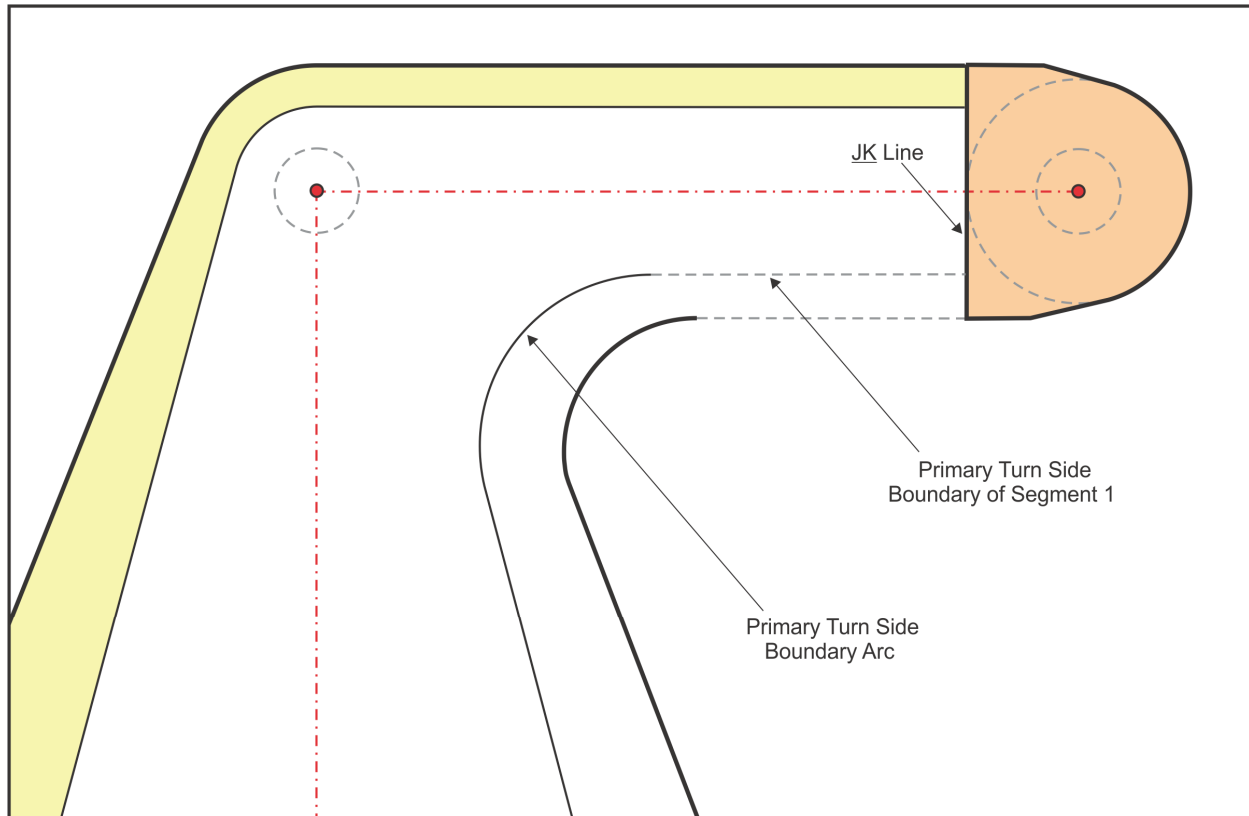 JK Line
Primary Turn Side
Boundary of Segment 1
Primary Turn Side
Boundary Arc